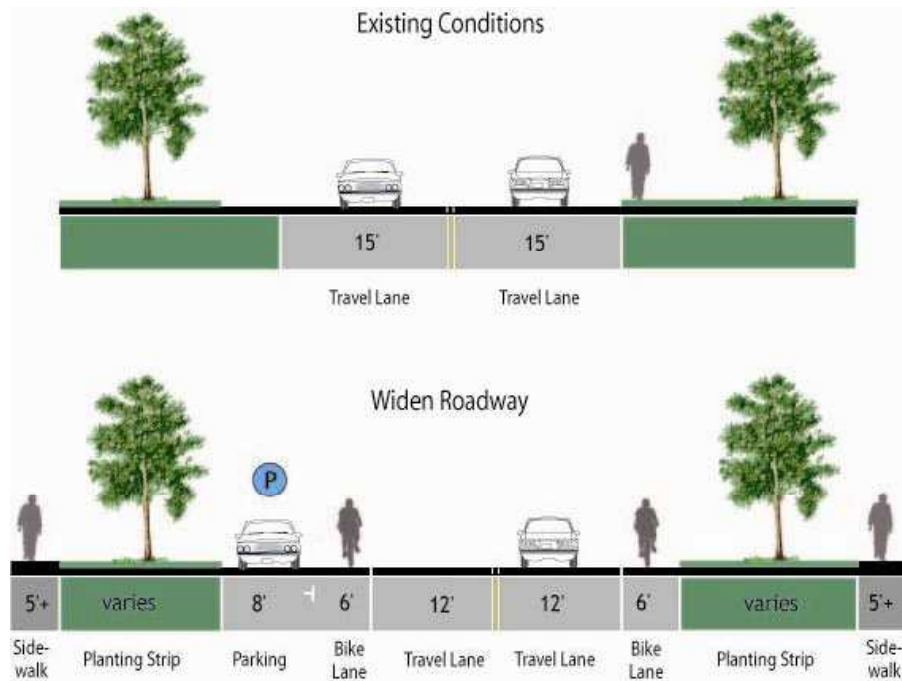 Existing Conditions
15' 15'
Travel Lane Travel Lane
Widen Roadway
P
5'+ varies 8' 6' 12' 12' 6' varies 5'+
Side-walk Planting Strip Parking Bike Lane Travel Lane Travel Lane Bike Lane Planting Strip Side-walk